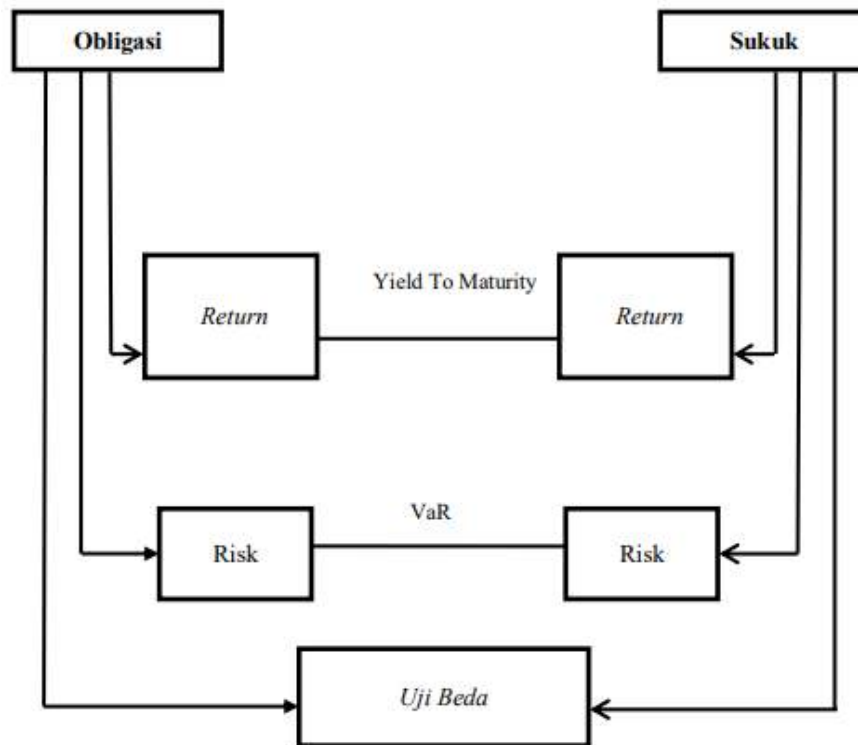 Obligasi
Sukuk
Yield To Maturity
Return
Return
VaR
Risk
Risk
Uji Beda